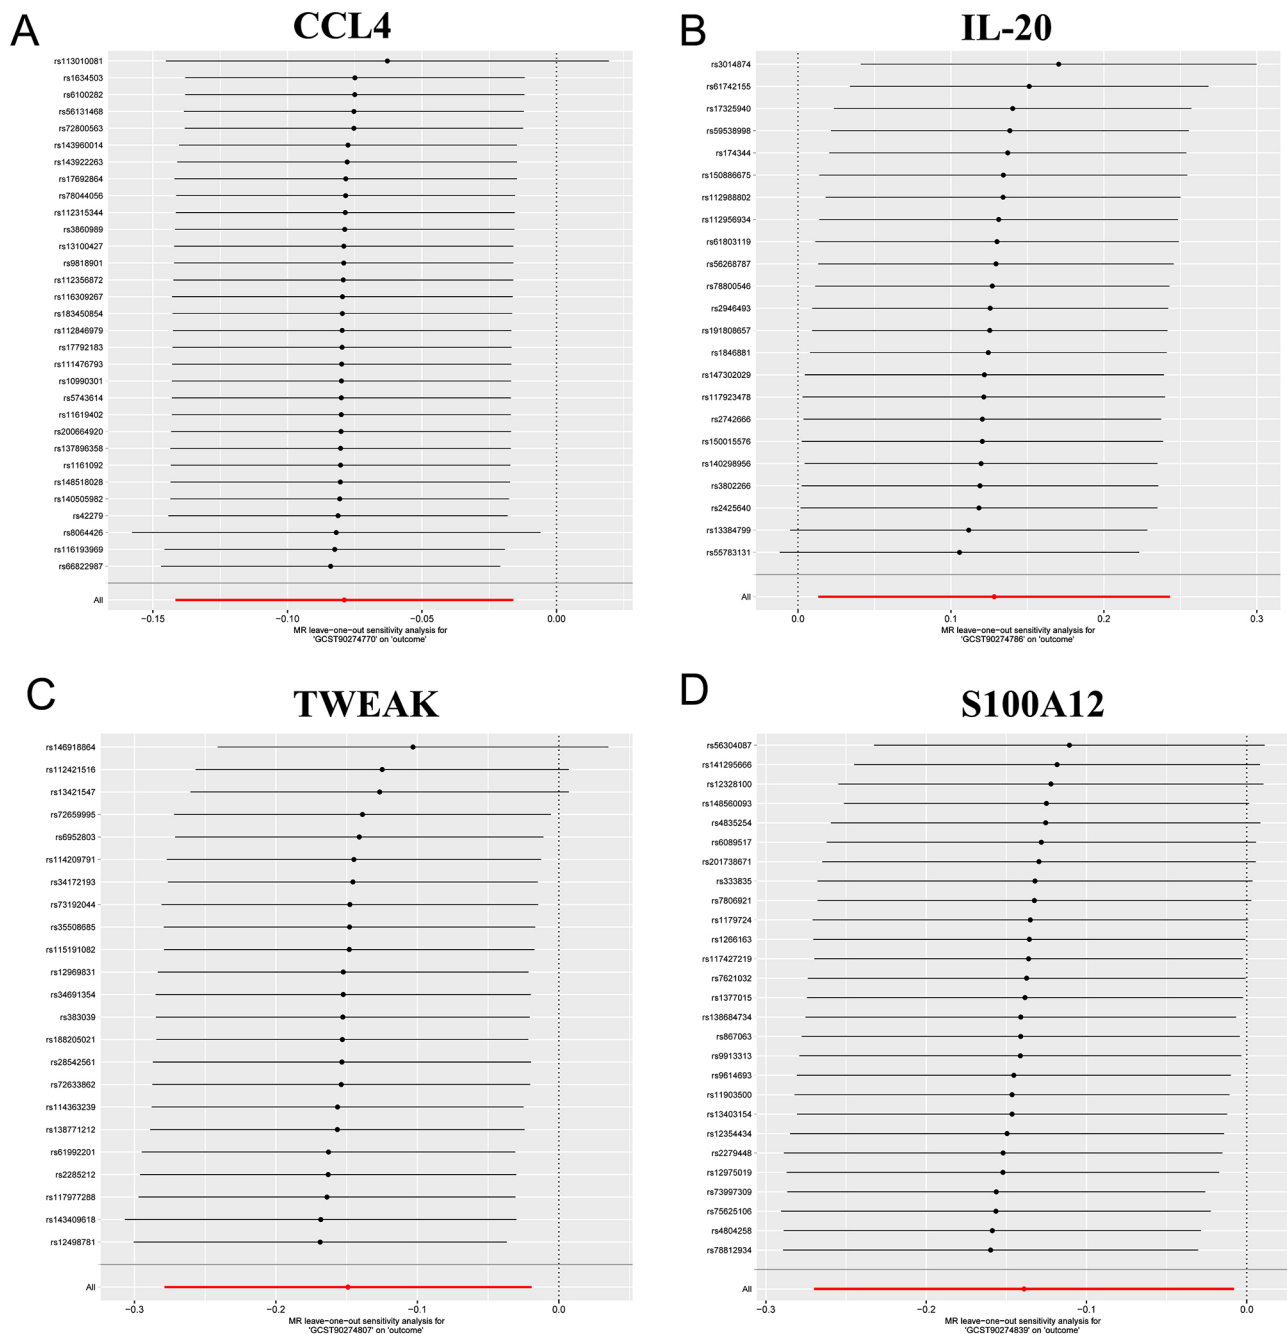 A
CCL4
rs113010081
rs1634503
rs6100282
rs56131468
rs72800563
rs143960014
rs143922263
rs17692864
rs78044056
rs112315344
rs3860989
rs13100427
rs9818901
rs112356872
rs116309267
rs183450854
rs112846979
rs17792183
rs111476793
rs10990301
rs5743614
rs11619402
rs200664920
rs137896358
rs1161092
rs148518028
rs140505982
rs42279
rs8064426
rs116193969
rs66822987
All
−0.15 −0.10 −0.05 0.00
MR leave−one−out sensitivity analysis for
'GCST90274770' on 'outcome'
B
IL-20
rs3014874
rs61742155
rs17325940
rs59538998
rs174344
rs150886675
rs112988802
rs112956934
rs61803119
rs56268787
rs78800546
rs2946493
rs191808657
rs1846881
rs147302029
rs117923478
rs2742666
rs150015576
rs140298956
rs3802266
rs2425640
rs13384799
rs55783131
All
0.0 0.1 0.2 0.3
MR leave−one−out sensitivity analysis for
'GCST90274786' on 'outcome'
C
TWEAK
rs146918864
rs112421516
rs13421547
rs72659995
rs6952803
rs114209791
rs34172193
rs73192044
rs35508685
rs115191082
rs12969831
rs34691354
rs383039
rs188205021
rs28542561
rs72633862
rs114363239
rs138771212
rs61992201
rs2285212
rs117977288
rs143409618
rs12498781
All
−0.3 −0.2 −0.1 0.0
MR leave−one−out sensitivity analysis for
'GCST90274807' on 'outcome'
D
S100A12
rs56304087
rs141295666
rs12328100
rs148560093
rs4835254
rs6089517
rs201738671
rs333835
rs7806921
rs1179724
rs1266163
rs117427219
rs7621032
rs1377015
rs138684734
rs867063
rs9913313
rs9614693
rs11903500
rs13403154
rs12354434
rs2279448
rs12975019
rs73997309
rs75625106
rs4804258
rs78812934
All
−0.3 −0.2 −0.1 0.0
MR leave−one−out sensitivity analysis for
'GCST90274839' on 'outcome'